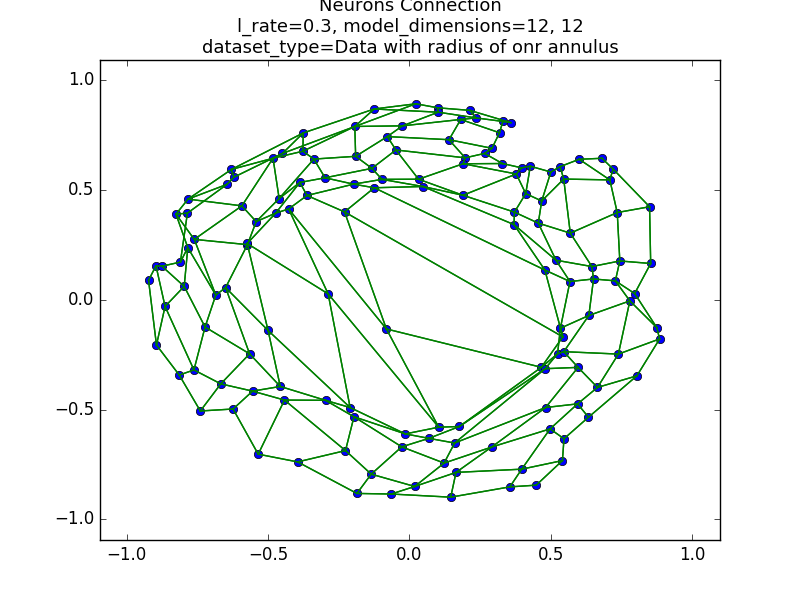 Neurons Connection
l_rate=0.3, model_dimensions=12, 12
dataset_type=Data with radius of onr annulus
1.0
0.5
0.0
−0.5
−1.0
−1.0 −0.5 0.0 0.5 1.0